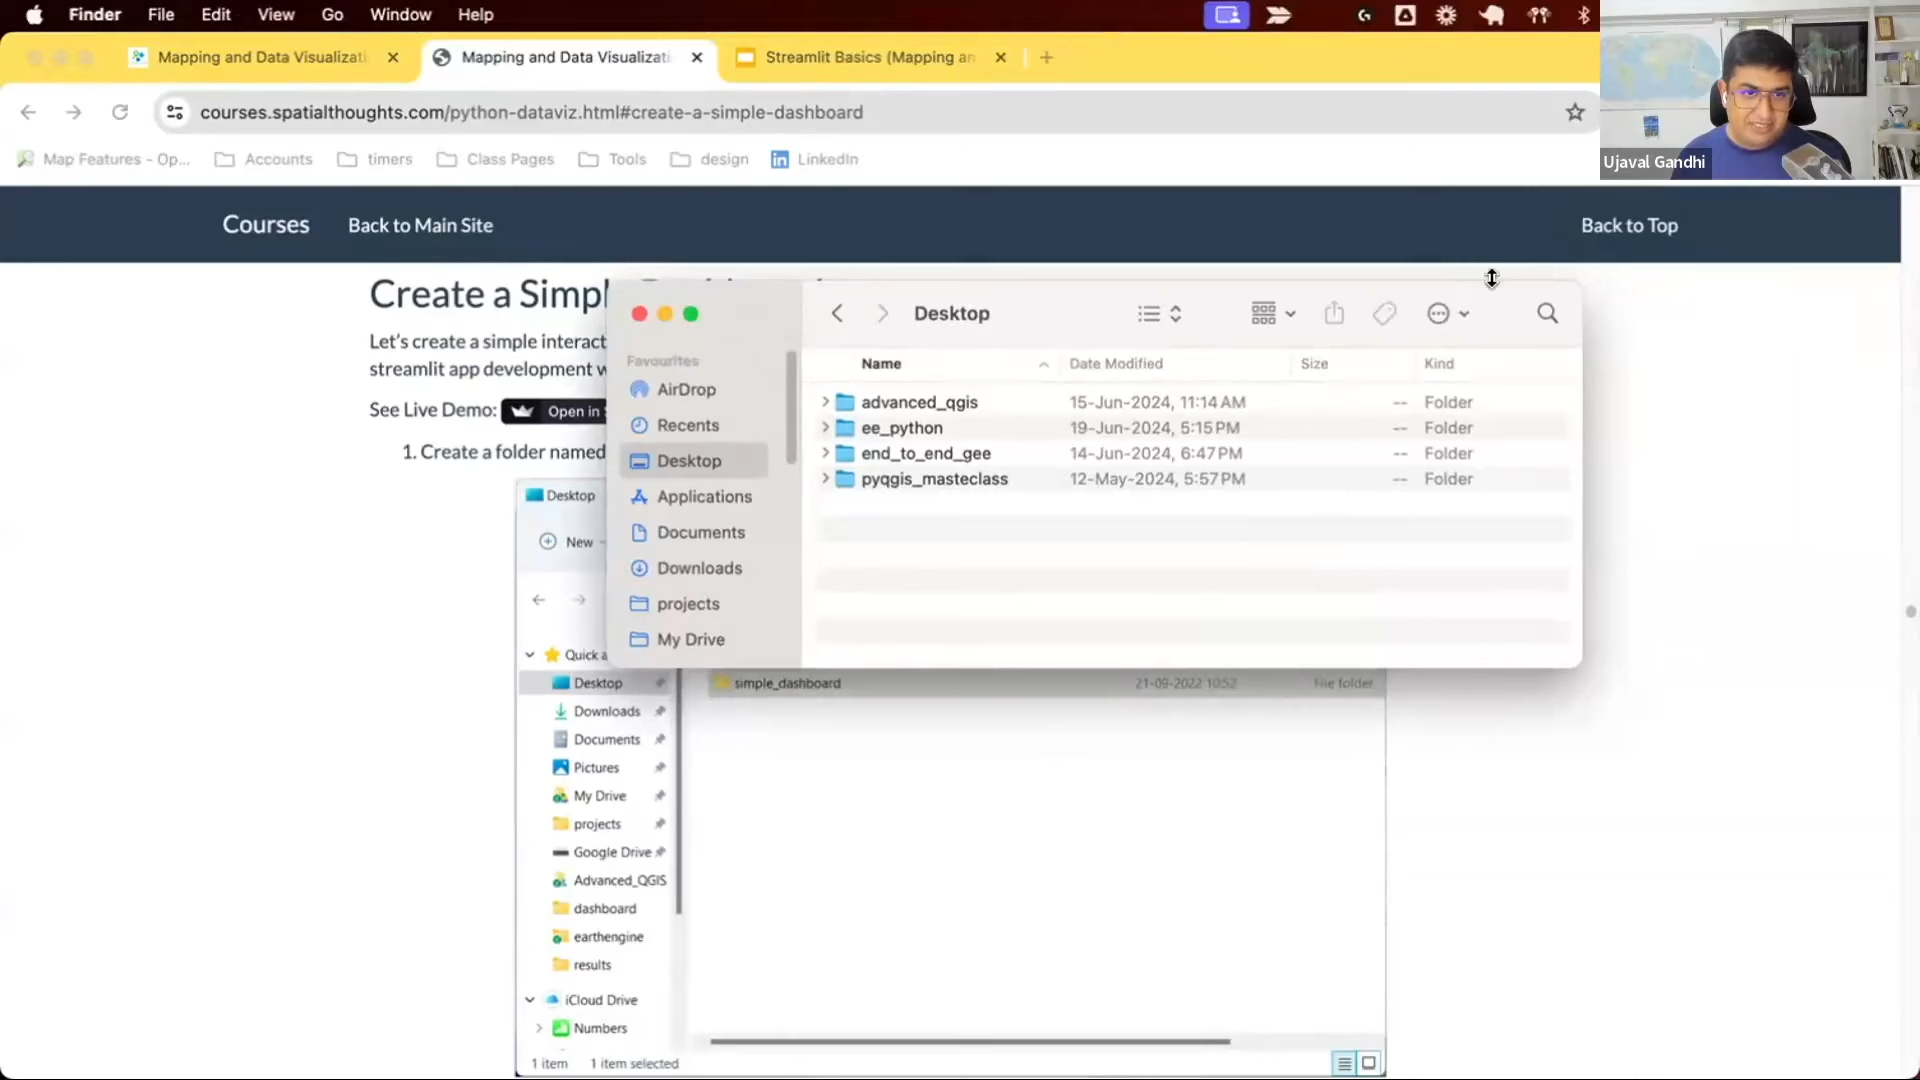 Finder File Edit View Go Window Help
Mapping and Data Visualizati
Mapping and Data Visualizati
Streamlit Basics (Mapping an
courses.spatialthoughts.com/python-dataviz.html#create-a-simple-dashboard
Map Features - Op... Accounts timers Class Pages Tools design LinkedIn
Ujaval Gandhi
Courses Back to Main Site Back to Top
Create a Simpl
Let's create a simple interact
streamlit app development w
See Live Demo: Open in
1. Create a folder named
Desktop
Favourites
AirDrop
Recents
Desktop
Applications
Documents
Downloads
projects
My Drive
Name Date Modified Size Kind
advanced_qgis 15-Jun-2024, 11:14 AM -- Folder
ee_python 19-Jun-2024, 5:15 PM -- Folder
end_to_end_gee 14-Jun-2024, 6:47 PM -- Folder
pyqgis_masteclass 12-May-2024, 5:57 PM -- Folder
Desktop
New
Quick a
Desktop
Downloads
Documents
Pictures
My Drive
projects
Google Drive
Advanced_QGIS
dashboard
earthengine
results
iCloud Drive
Numbers
simple_dashboard 21-09-2022 10:52 File folder
1 item 1 item selected